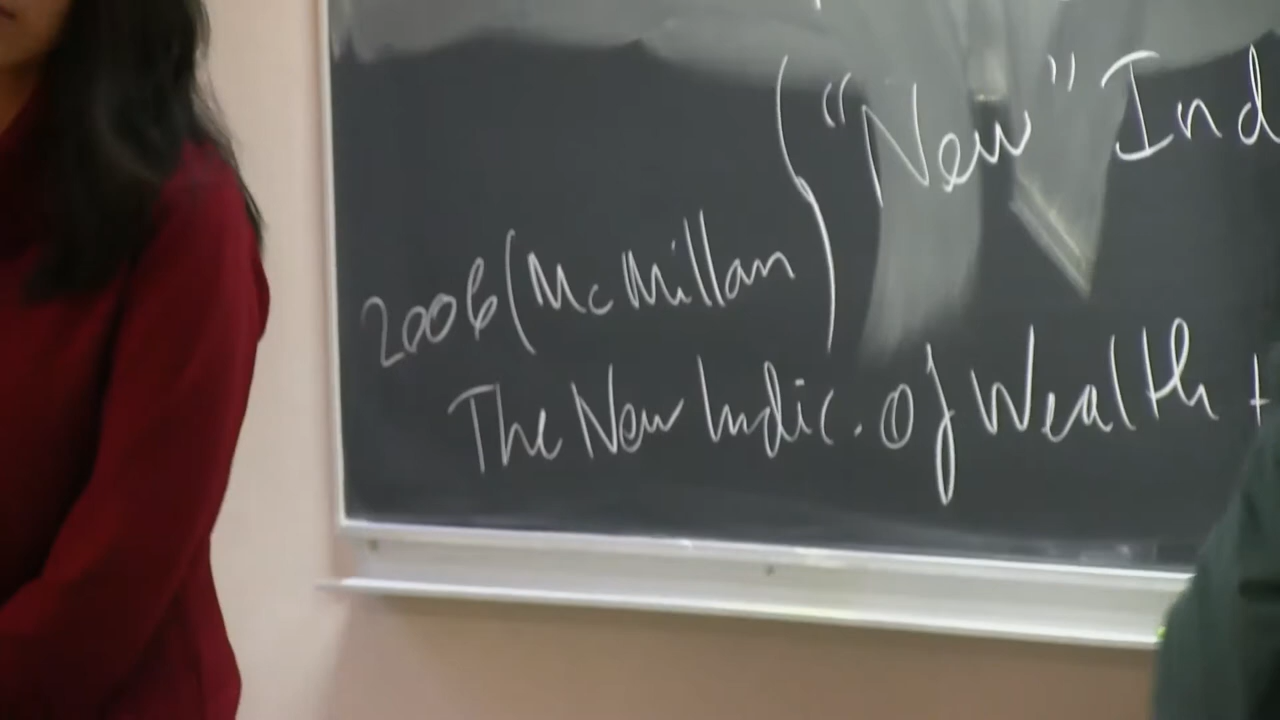 "New" Ind
2006 (McMillan)
The New Indic. of Wealth +